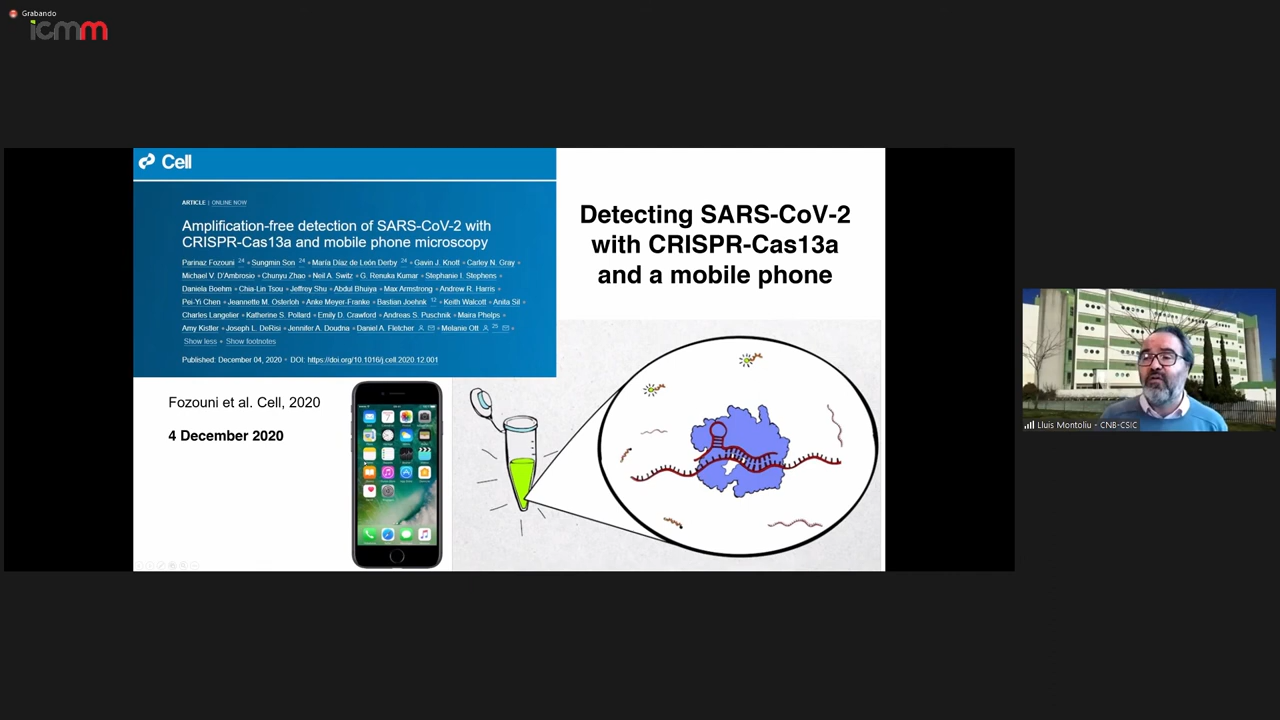 Grabando
icmm
Cell
ARTICLE | ONLINE NOW
Amplification-free detection of SARS-CoV-2 with
CRISPR-Cas13a and mobile phone microscopy
Parinaz Fozouni 24 • Sungmin Son 24 • María Díaz de León Derby 24 • Gavin J. Knott • Carley N. Gray •
Michael V. D'Ambrosio • Chunyu Zhao • Neil A. Switz • G. Renuka Kumar • Stephanie I. Stephens •
Daniela Boehm • Chia-Lin Tsou • Jeffrey Shu • Abdul Bhuiya • Max Armstrong • Andrew R. Harris •
Pei-Yi Chen • Jeannette M. Osterloh • Anke Meyer-Franke • Bastian Joehnk 12 • Keith Walcott • Anita Sil •
Charles Langelier • Katherine S. Pollard • Emily D. Crawford • Andreas S. Puschnik • Maira Phelps •
Amy Kistler • Joseph L. DeRisi • Jennifer A. Doudna • Daniel A. Fletcher • Melanie Ott 25 •
Show less • Show footnotes
Published: December 04, 2020 • DOI: https://doi.org/10.1016/j.cell.2020.12.001
Detecting SARS-CoV-2
with CRISPR-Cas13a
and a mobile phone
Fozouni et al. Cell, 2020
4 December 2020
Lluis Montoliu - CNB-CSIC